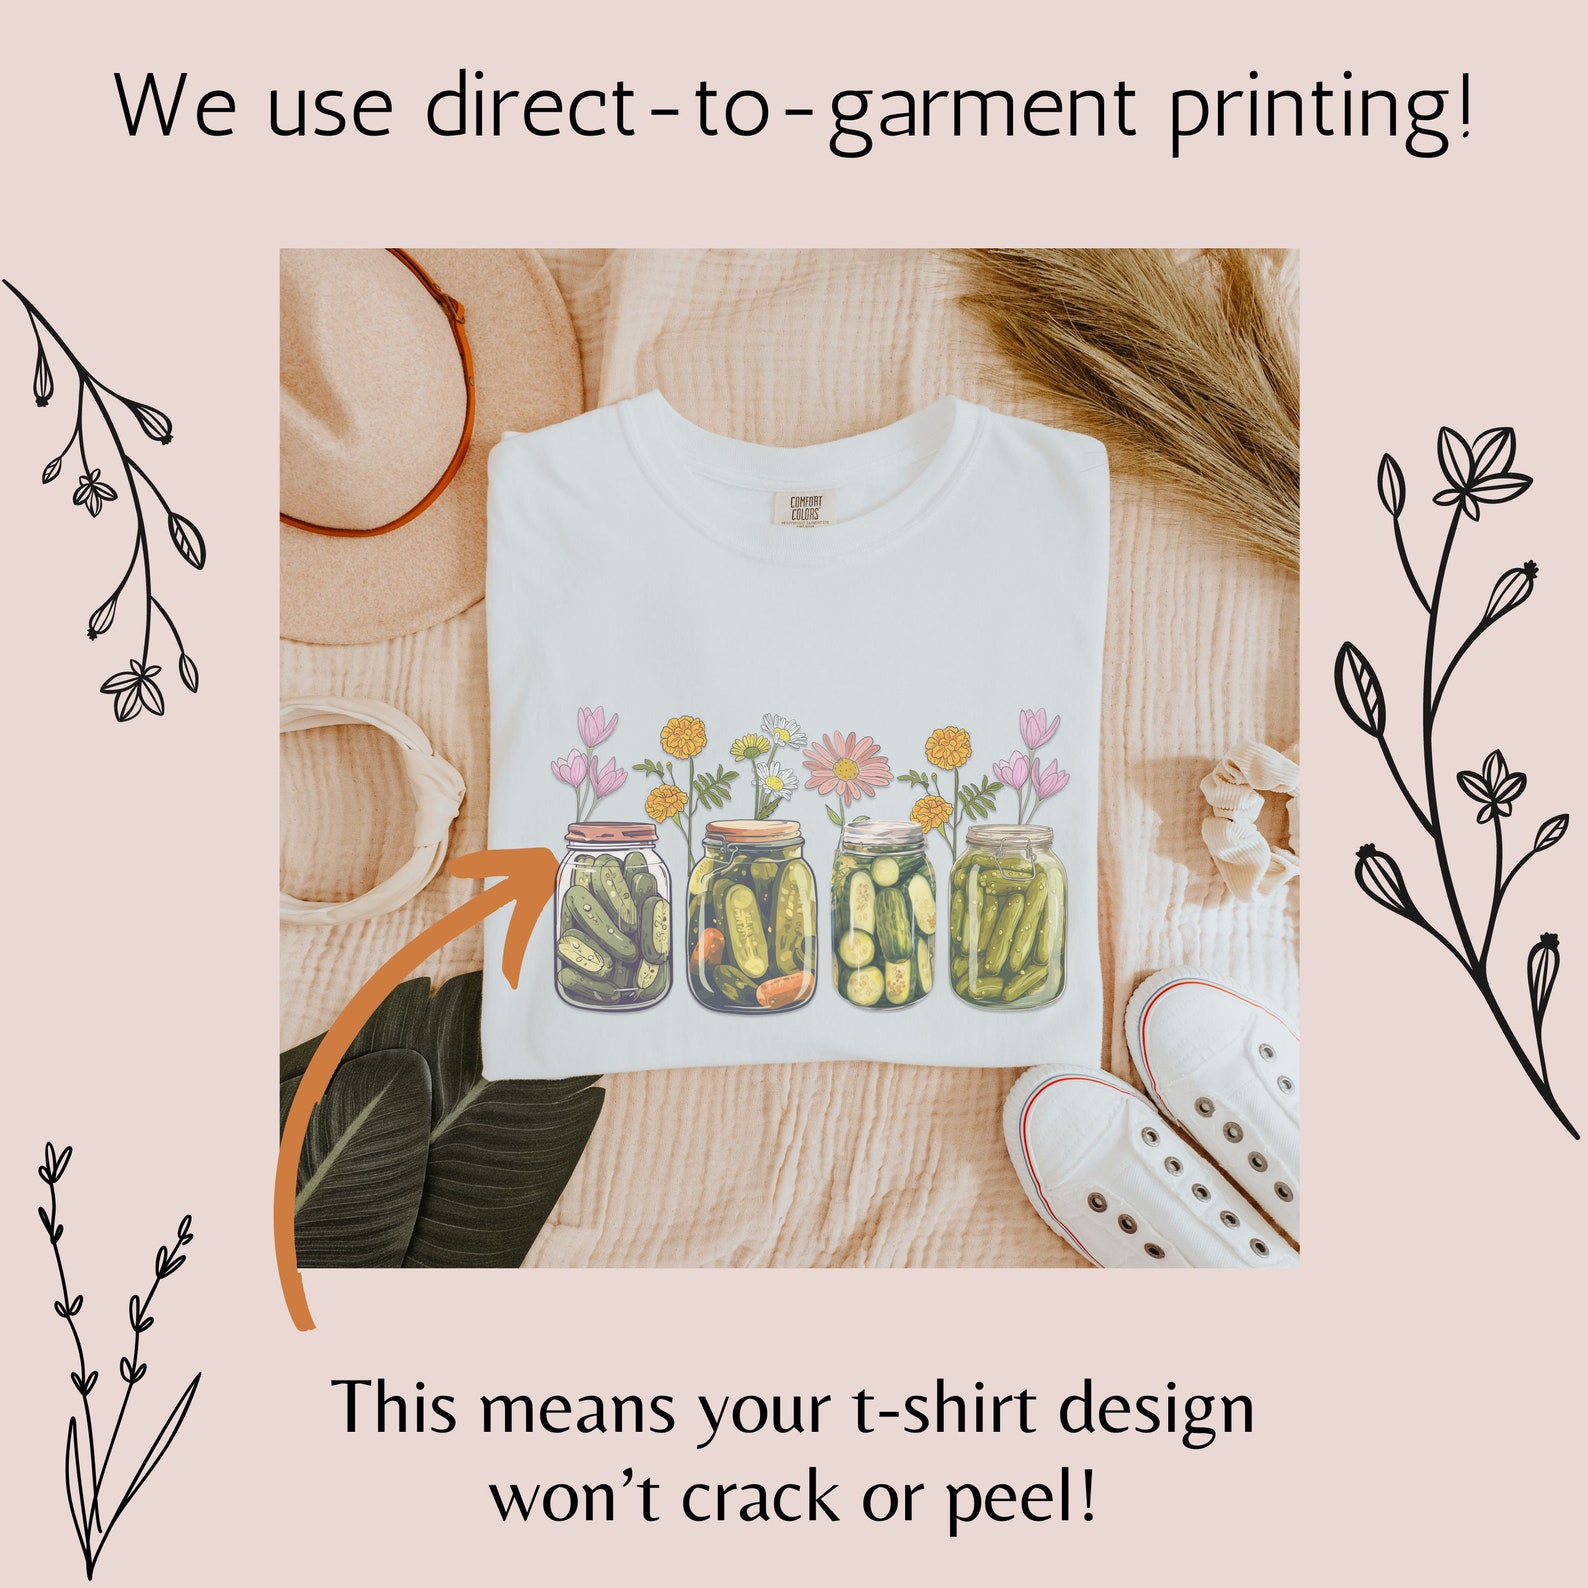 We use direct-to-garment printing!
COMFORT
COLORS
This means your t-shirt design
won't crack or peel!